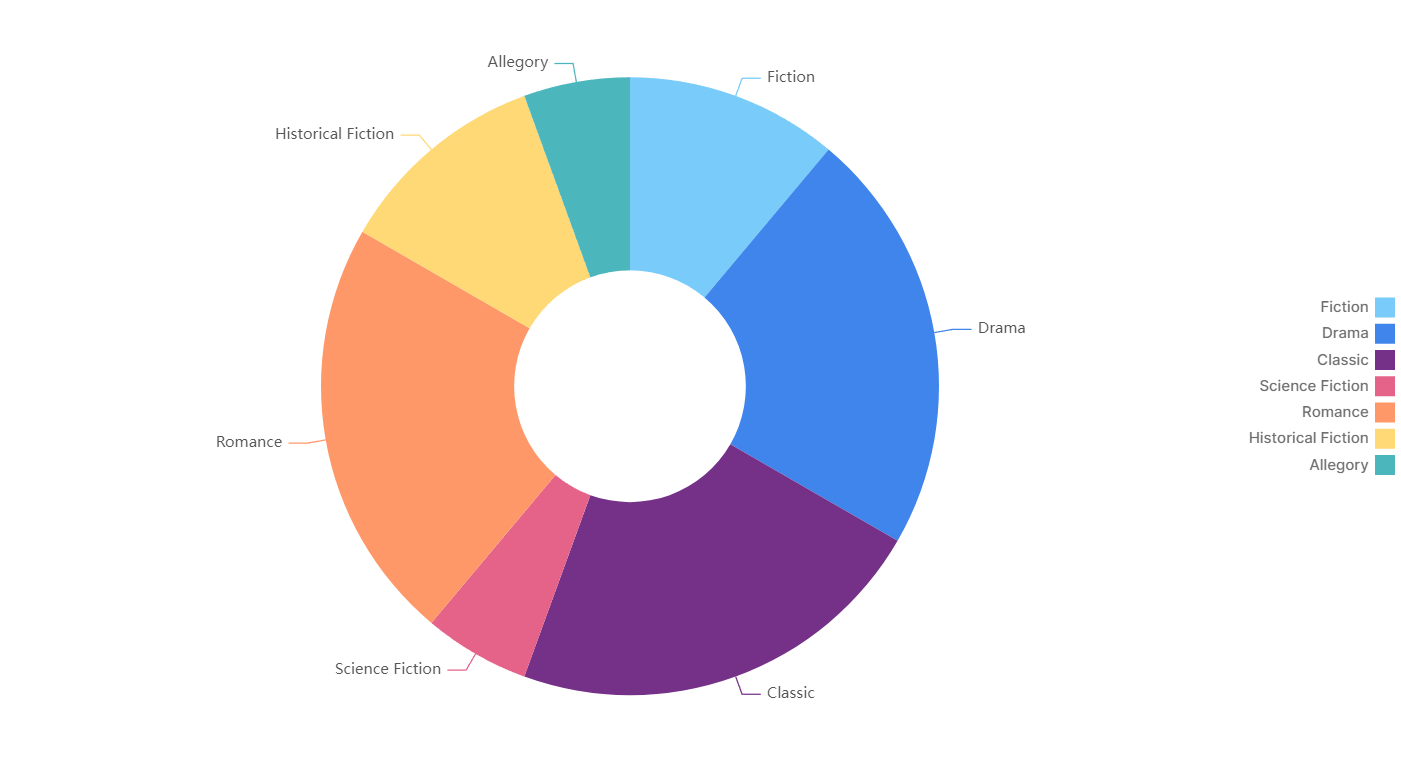 Allegory
Fiction
Historical Fiction
Drama
Romance
Science Fiction
Classic
Fiction
Drama
Classic
Science Fiction
Romance
Historical Fiction
Allegory